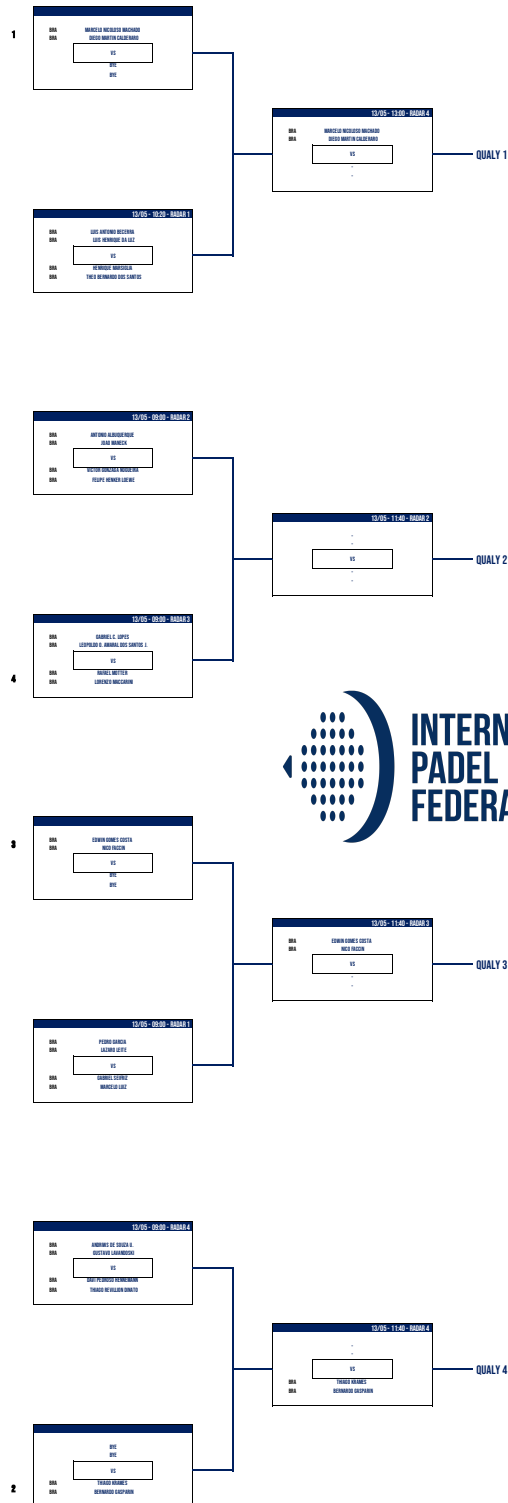 1
BRA MARCELO NICOLOSO MACHADO
BRA DIEGO MARTIN CALDERARO
VS
BYE
BYE
13/05 - 13:00 - RADAR 4
BRA MARCELO NICOLOSO MACHADO
BRA DIEGO MARTIN CALDERARO
VS
-
-
QUALY 1
13/05 - 10:20 - RADAR 1
BRA LUIS ANTONIO BECERRA
BRA LUIS HENRIQUE DA LUZ
VS
BRA HENRIQUE MARSIGLIA
BRA THEO BERNARDO DOS SANTOS
13/05 - 09:00 - RADAR 2
BRA ANTONIO ALBUQUERQUE
BRA JOAO WANECK
VS
BRA VICTOR GONZAGA NOGUEIRA
BRA FELIPE HENKER LOEWE
13/05 - 11:40 - RADAR 2
-
-
VS
-
-
QUALY 2
4
13/05 - 09:00 - RADAR 3
BRA GABRIEL C. LOPES
BRA LEOPOLDO G. AMARAL DOS SANTOS J.
VS
BRA RAFAEL MOTTER
BRA LORENZO MACCARINI
INTERN
PADEL
FEDERA
3
BRA EDWIN GOMES COSTA
BRA NICO FACCIN
VS
BYE
BYE
13/05 - 11:40 - RADAR 3
BRA EDWIN GOMES COSTA
BRA NICO FACCIN
VS
-
-
QUALY 3
13/05 - 09:00 - RADAR 1
BRA PEDRO GARCIA
BRA LAZARO LEITE
VS
BRA GABRIEL
BRA MARCELO LUIZ
13/05 - 09:00 - RADAR 4
BRA DE SOUZA
BRA GUSTAVO LAVANDOSKI
VS
BRA DAVI PEDROSO HENNEMANN
BRA THIAGO REVILLION DINATO
13/05 - 11:40 - RADAR 4
-
-
VS
BRA THIAGO KRAMES
BRA BERNARDO GASPARIN
QUALY 4
2
BYE
BYE
VS
BRA THIAGO KRAMES
BRA BERNARDO GASPARIN